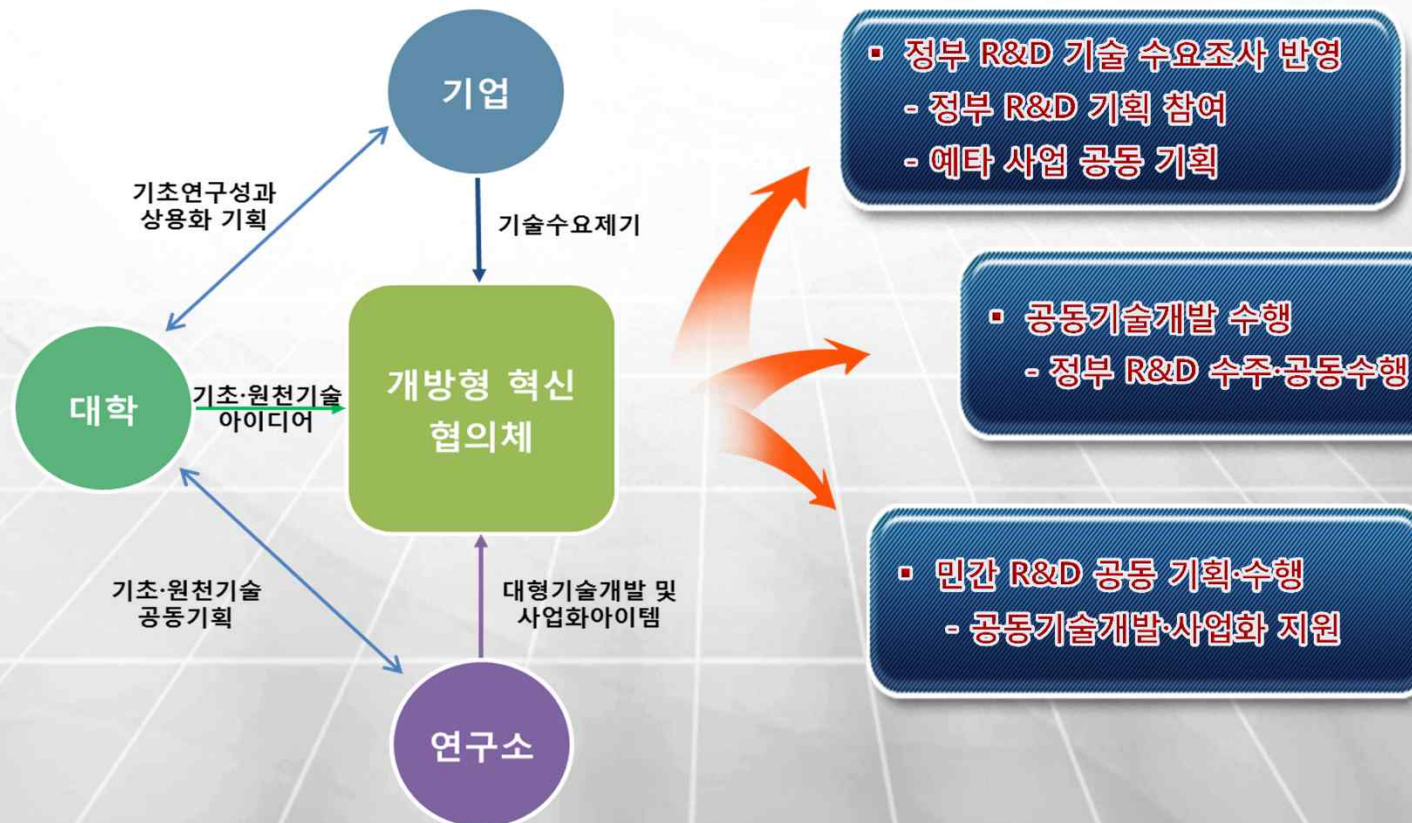 기업
기초연구성과
상용화 기획
기술수요제기
대학
기초·원천기술
아이디어
개방형 혁신
협의체
기초·원천기술
공동기획
대형기술개발 및
사업화아이템
연구소
▪ 정부 R&D 기술 수요조사 반영
- 정부 R&D 기획 참여
- 예타 사업 공동 기획
▪ 공동기술개발 수행
- 정부 R&D 수주·공동수행
▪ 민간 R&D 공동 기획·수행
- 공동기술개발·사업화 지원